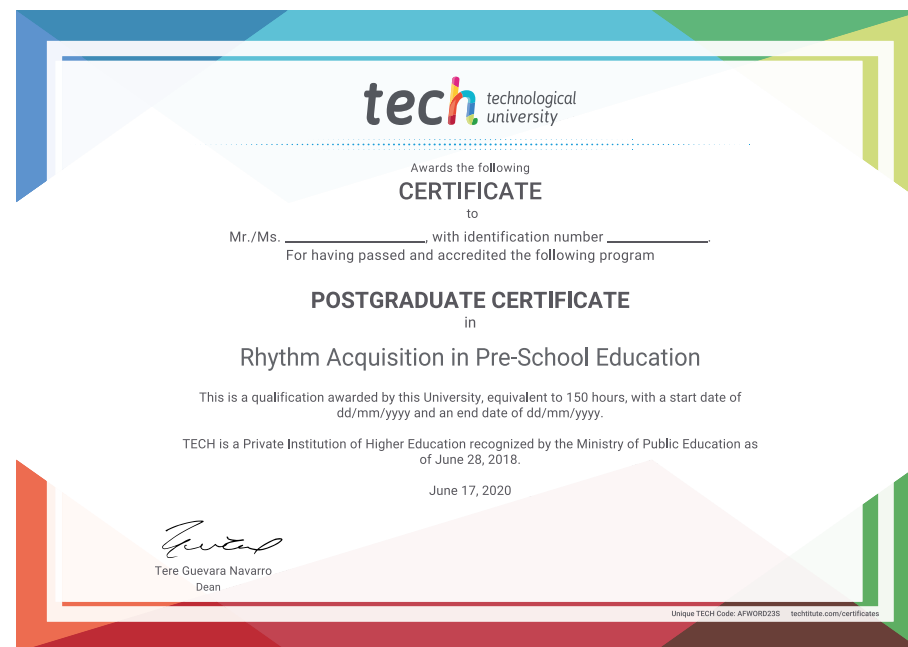 tech technological
university
Awards the following
CERTIFICATE
to
Mr./Ms. ____________________, with identification number ______________.
For having passed and accredited the following program
POSTGRADUATE CERTIFICATE
in
Rhythm Acquisition in Pre-School Education
This is a qualification awarded by this University, equivalent to 150 hours, with a start date of
dd/mm/yyyy and an end date of dd/mm/yyyy.
TECH is a Private Institution of Higher Education recognized by the Ministry of Public Education as
of June 28, 2018.
June 17, 2020
Tere Guevara Navarro
Dean
Unique TECH Code: AFWORD23S techtitute.com/certificates